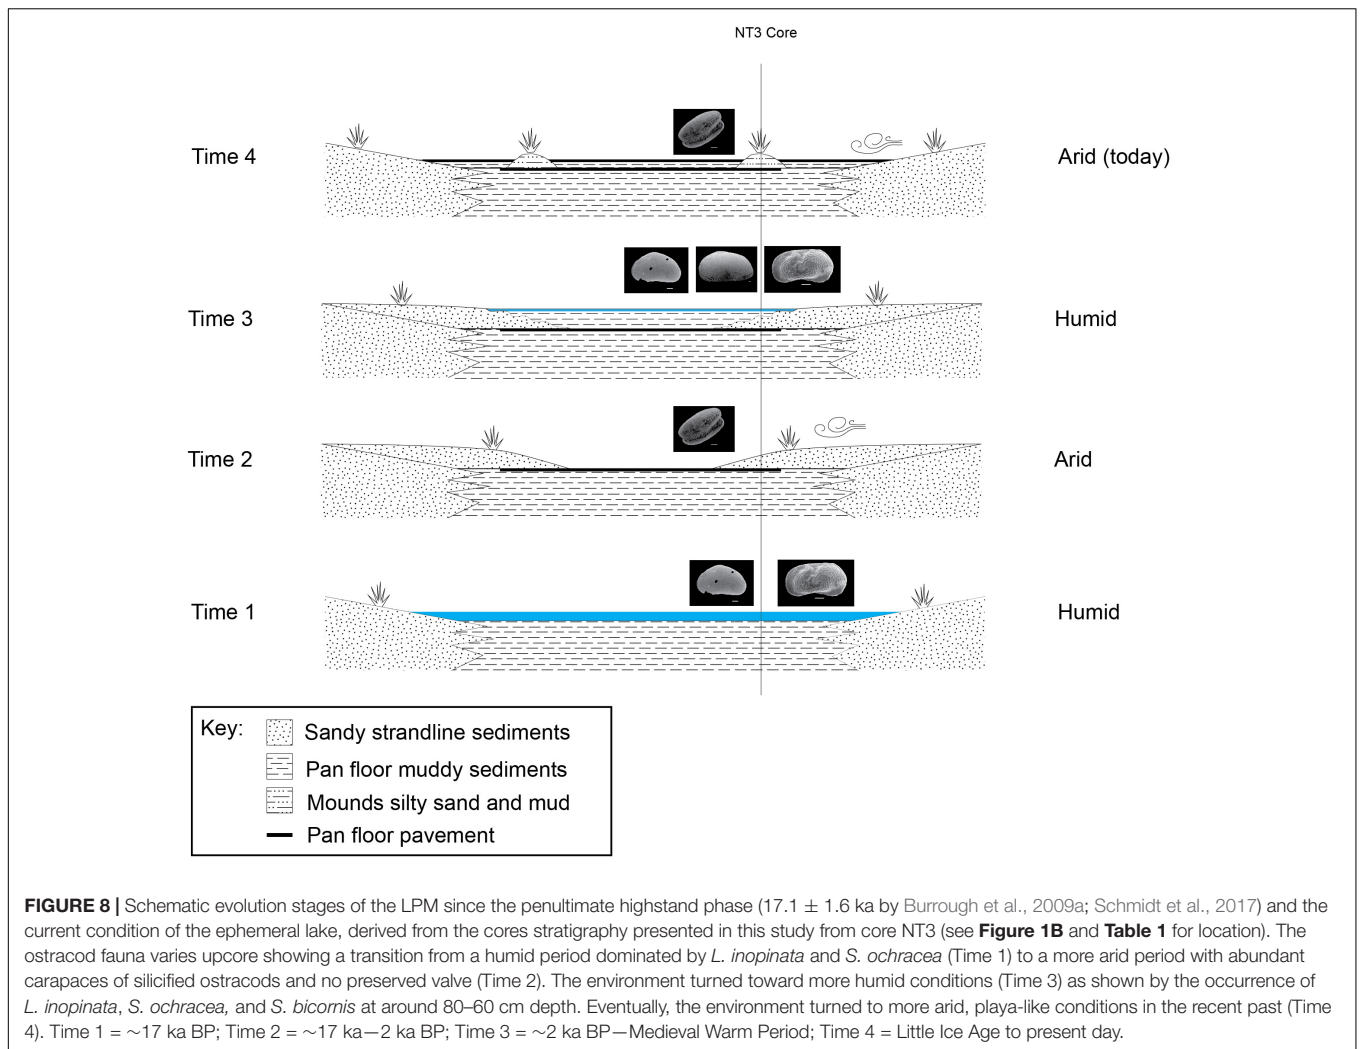 NT3 Core
Time 4
Arid (today)
Time 3
Humid
Time 2
Arid
Time 1
Humid
Key:
Sandy strandline sediments
Pan floor muddy sediments
Mounds silty sand and mud
Pan floor pavement
FIGURE 8 | Schematic evolution stages of the LPM since the penultimate highstand phase (17.1 ± 1.6 ka by Burrough et al., 2009a; Schmidt et al., 2017) and the
current condition of the ephemeral lake, derived from the cores stratigraphy presented in this study from core NT3 (see Figure 1B and Table 1 for location). The
ostracod fauna varies upcore showing a transition from a humid period dominated by L. inopinata and S. ochracea (Time 1) to a more arid period with abundant
carapaces of silicified ostracods and no preserved valve (Time 2). The environment turned toward more humid conditions (Time 3) as shown by the occurrence of
L. inopinata, S. ochracea, and S. bicornis at around 80–60 cm depth. Eventually, the environment turned to more arid, playa-like conditions in the recent past (Time
4). Time 1 = ~17 ka BP; Time 2 = ~17 ka—2 ka BP; Time 3 = ~2 ka BP—Medieval Warm Period; Time 4 = Little Ice Age to present day.